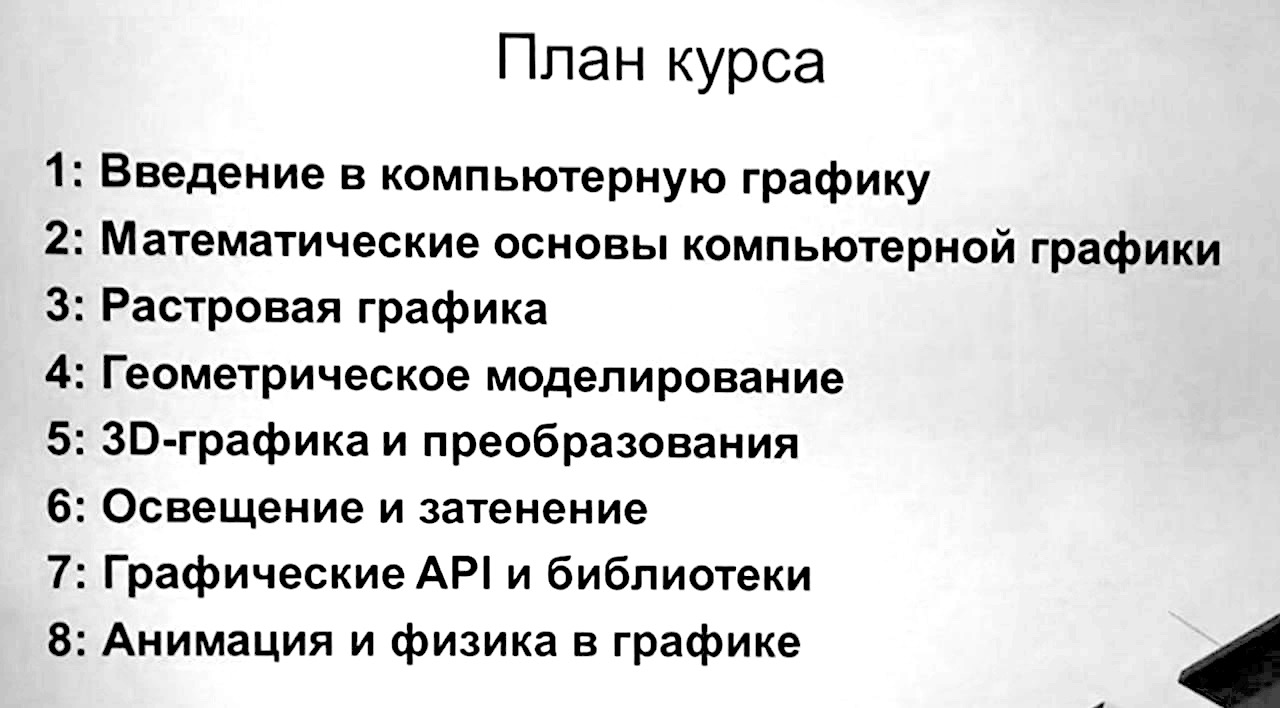 План курса
1: Введение в компьютерную графику
2: Математические основы компьютерной графики
3: Растровая графика
4: Геометрическое моделирование
5: 3D-графика и преобразования
6: Освещение и затенение
7: Графические API и библиотеки
8: Анимация и физика в графике